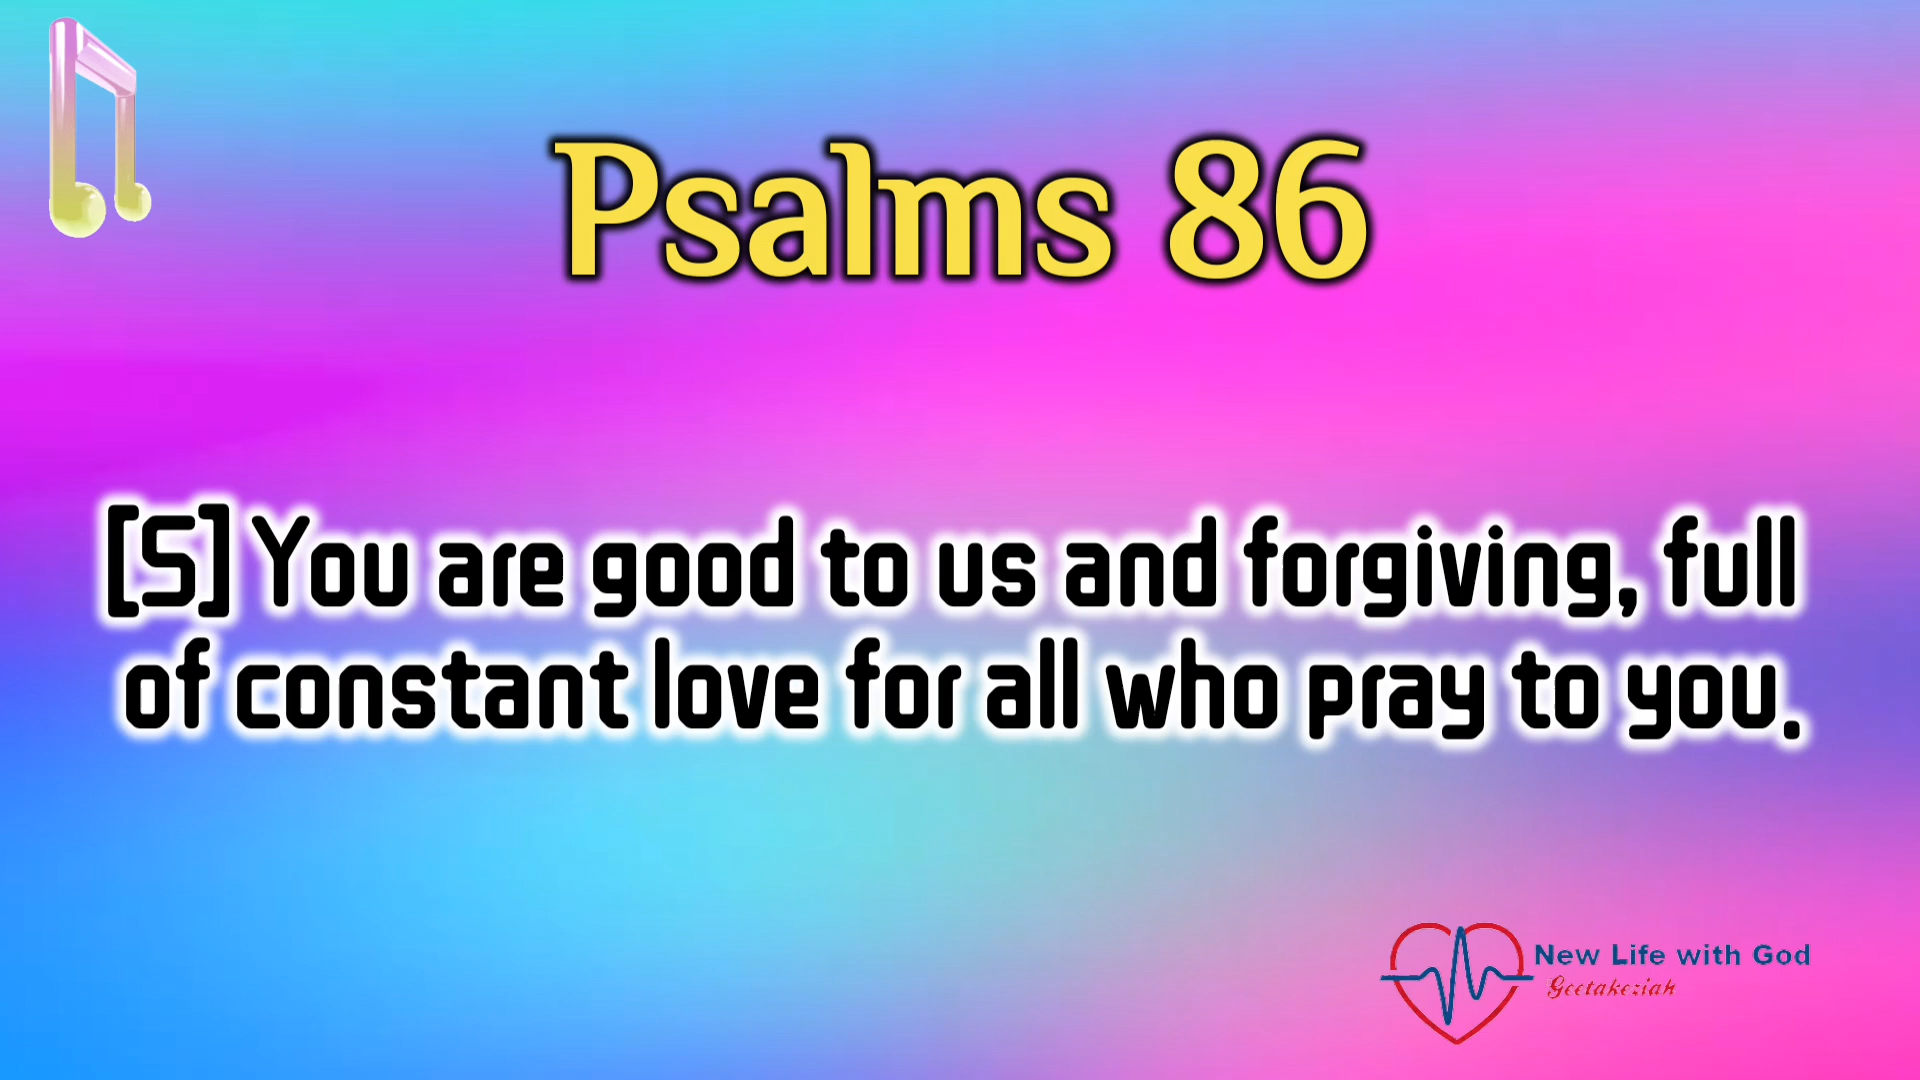 Psalms 86
[5] You are good to us and forgiving, full
of constant love for all who pray to you.
New Life with God
Geetakeziah